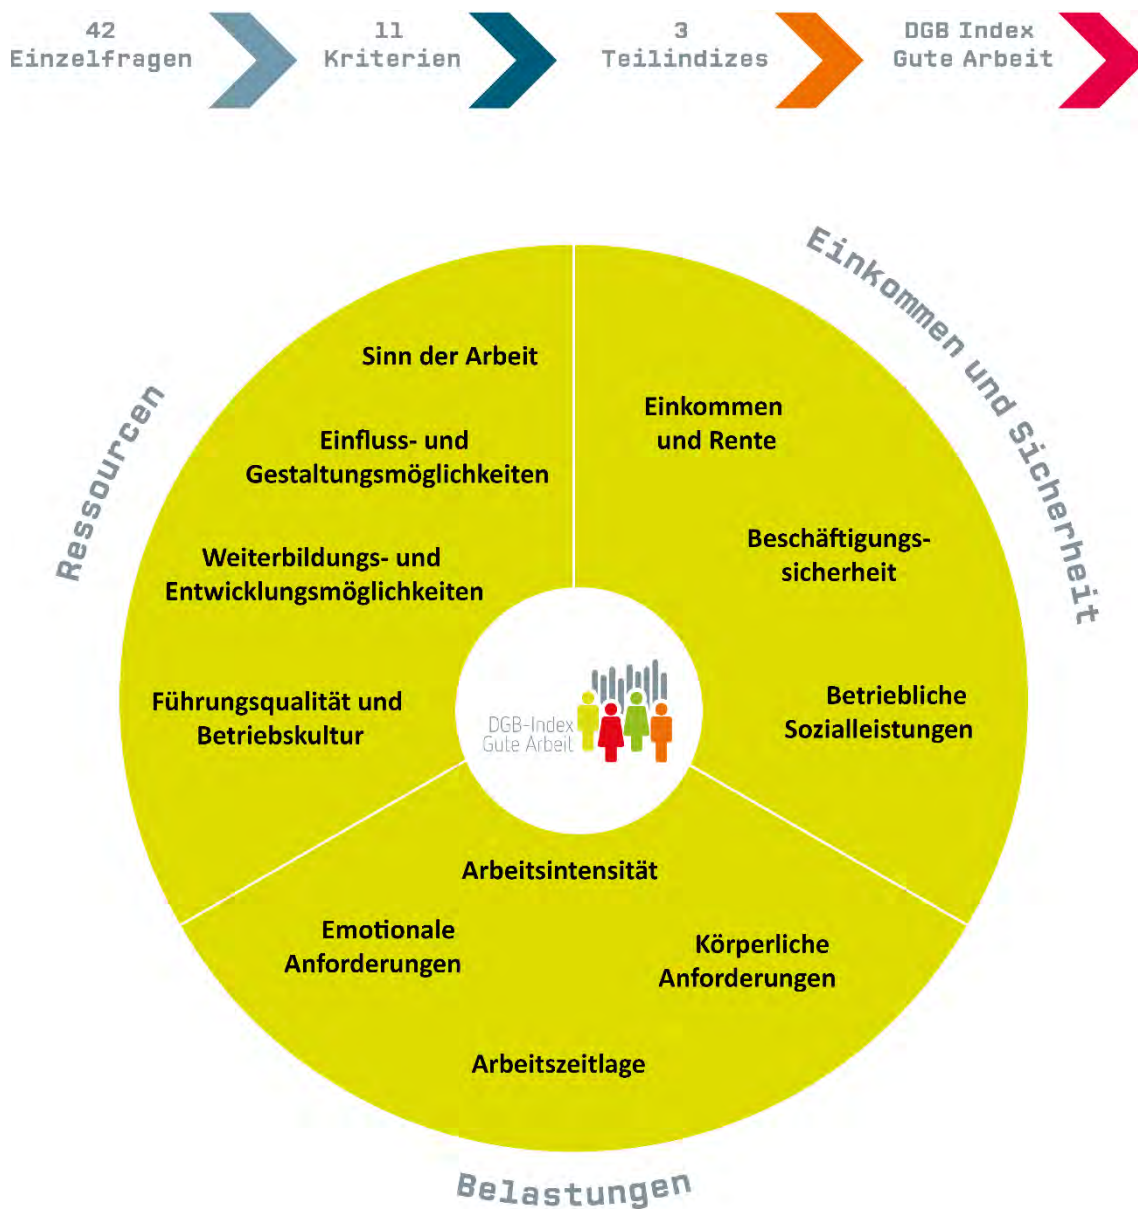 42
Einzelfragen
11
Kriterien
3
Teilindizes
DGB Index
Gute Arbeit
Einkommen und Sicherheit
Ressourcen
Sinn der Arbeit
Einfluss- und
Gestaltungsmöglichkeiten
Weiterbildungs- und
Entwicklungsmöglichkeiten
Führungsqualität und
Betriebskultur
Einkommen
und Rente
Beschäftigungs-
sicherheit
Betriebliche
Sozialleistungen
DGB-Index
Gute Arbeit
Arbeitsintensität
Emotionale
Anforderungen
Körperliche
Anforderungen
Arbeitszeitlage
Belastungen